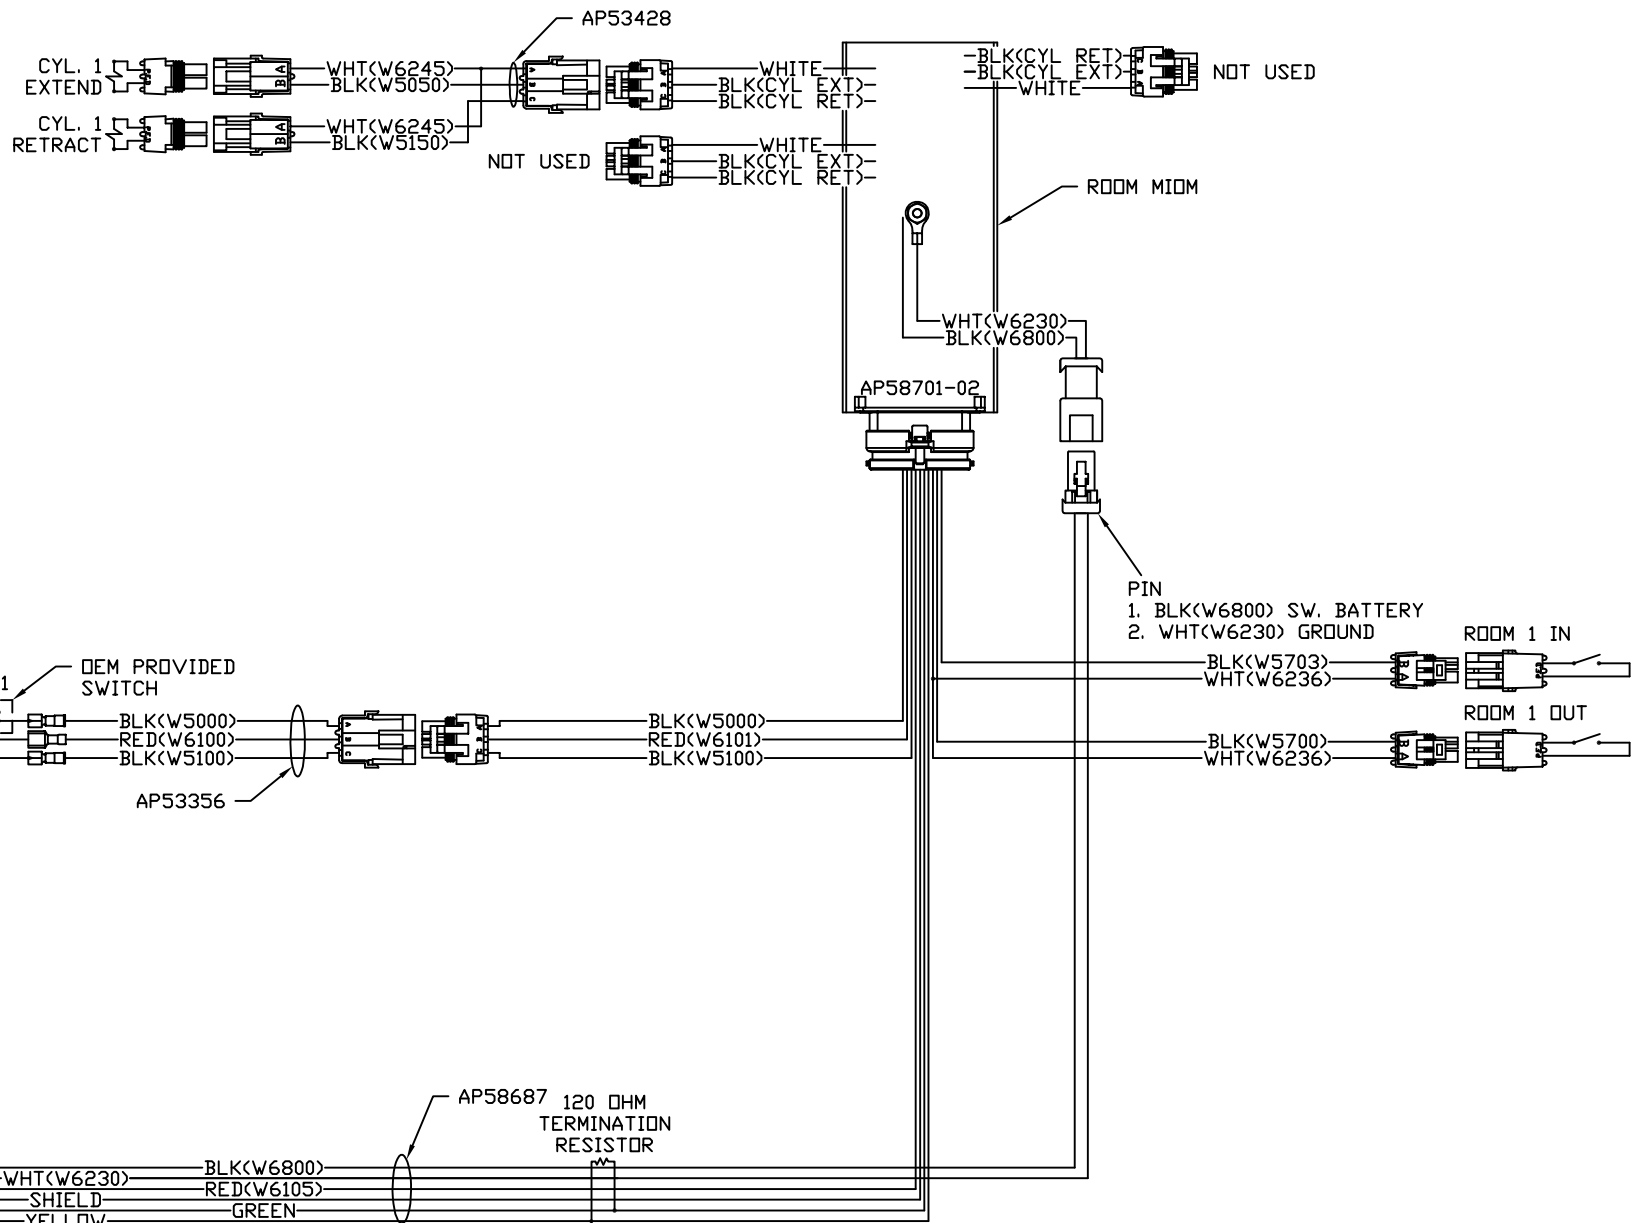 AP53428
CYL. 1
EXTEND
WHT(W6245)
BLK(W5050)
A
B
A
B
C
A
B
C
WHITE
BLK(CYL EXT)
BLK(CYL RET)
BLK(CYL RET)
BLK(CYL EXT)
WHITE
NOT USED
CYL. 1
RETRACT
WHT(W6245)
BLK(W5150)
A
B
NOT USED
WHITE
BLK(CYL EXT)
BLK(CYL RET)
ROOM MIOM
WHT(W6230)
BLK(W6800)
AP58701-02
PIN
1. BLK(W6800) SW. BATTERY
2. WHT(W6230) GROUND
ROOM 1 IN
BLK(W5703)
WHT(W6236)
B
A
ROOM 1 OUT
BLK(W5700)
WHT(W6236)
B
A
1
OEM PROVIDED
SWITCH
BLK(W5000)
RED(W6100)
BLK(W5100)
A
B
C
BLK(W5000)
RED(W6101)
BLK(W5100)
AP53356
AP58687
120 OHM
TERMINATION
RESISTOR
BLK(W6800)
WHT(W6230)
RED(W6105)
SHIELD
GREEN
YELLOW